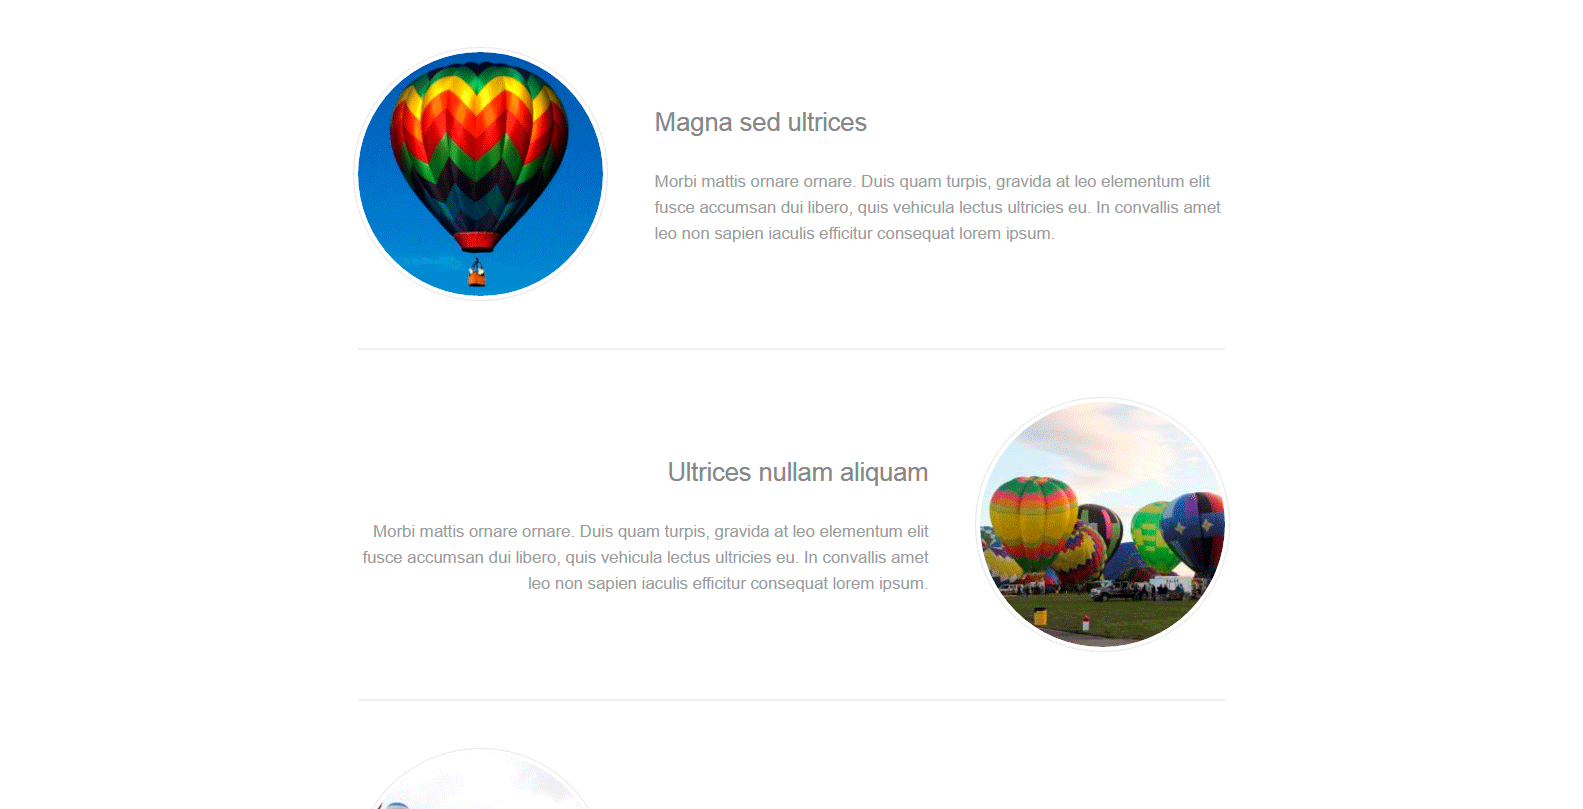 Magna sed ultrices
Morbi mattis ornare ornare. Duis quam turpis, gravida at leo elementum elit
fusce accumsan dui libero, quis vehicula lectus ultricies eu. In convallis amet
leo non sapien iaculis efficitur consequat lorem ipsum.
Ultrices nullam aliquam
Morbi mattis ornare ornare. Duis quam turpis, gravida at leo elementum elit
fusce accumsan dui libero, quis vehicula lectus ultricies eu. In convallis amet
leo non sapien iaculis efficitur consequat lorem ipsum.